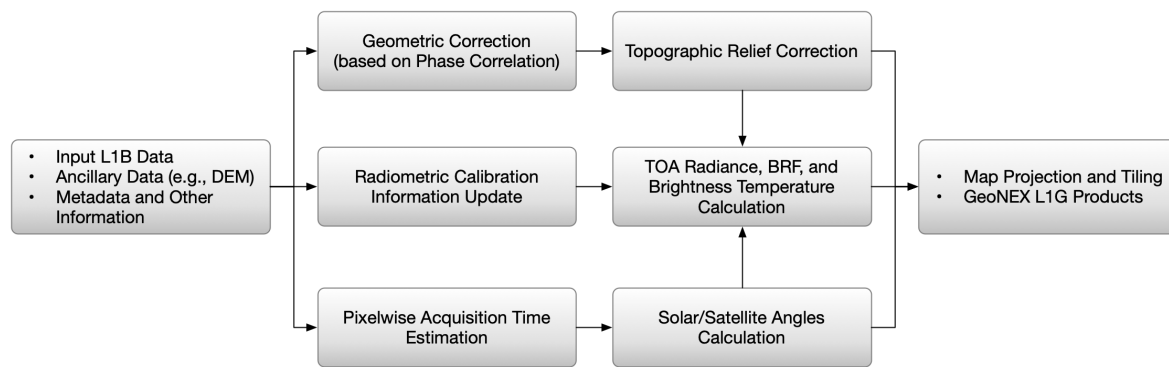 Geometric Correction
(based on Phase Correlation)
Topographic Relief Correction
• Input L1B Data
• Ancillary Data (e.g., DEM)
• Metadata and Other
Information
Radiometric Calibration
Information Update
TOA Radiance, BRF, and
Brightness Temperature
Calculation
• Map Projection and Tiling
• GeoNEX L1G Products
Pixelwise Acquisition Time
Estimation
Solar/Satellite Angles
Calculation